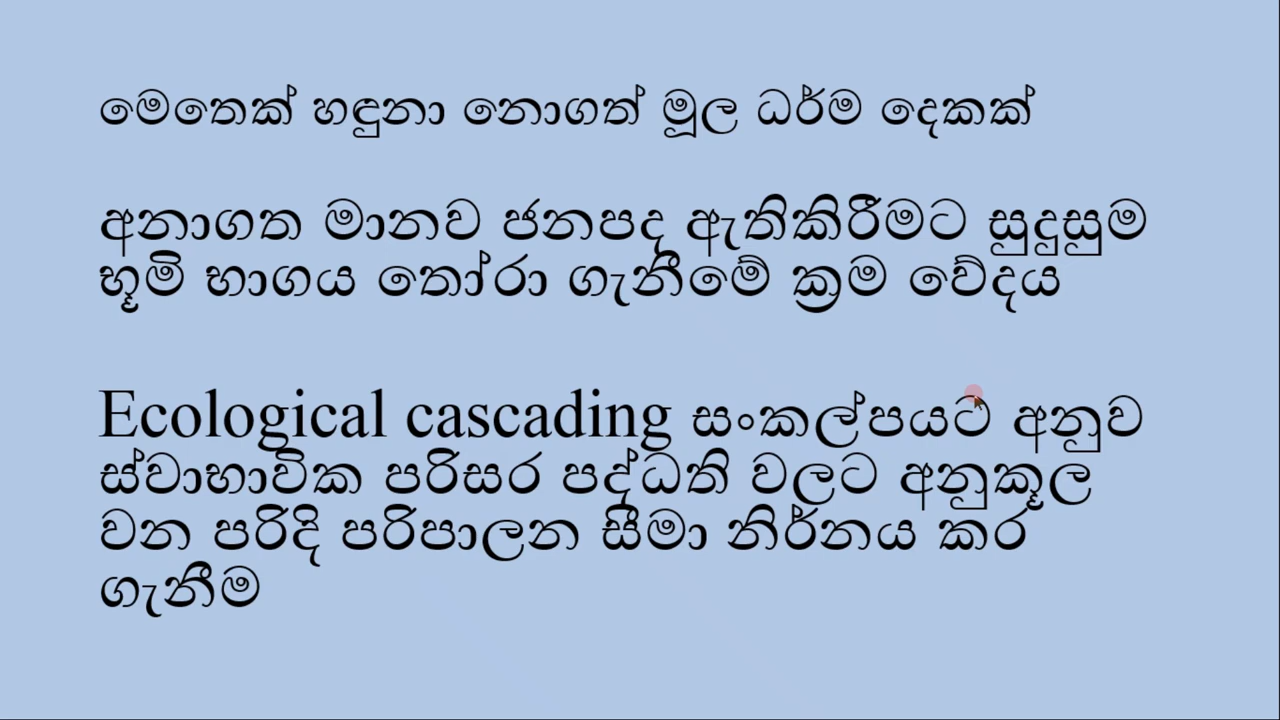 මෙතෙක් හඳුනා නොගත් මූල ධර්ම දෙකක්
අනාගත මානව ජනපද ඇතිකිරීමට සුදුසුම
භූමි භාගය තෝරා ගැනීමේ ක්‍රම වේදය
Ecological cascading සංකල්පයට අනුව
ස්වාභාවික පරිසර පද්ධති වලට අනුකූල
වන පරිදි පරිපාලන සීමා නිර්නය කර
ගැනීම